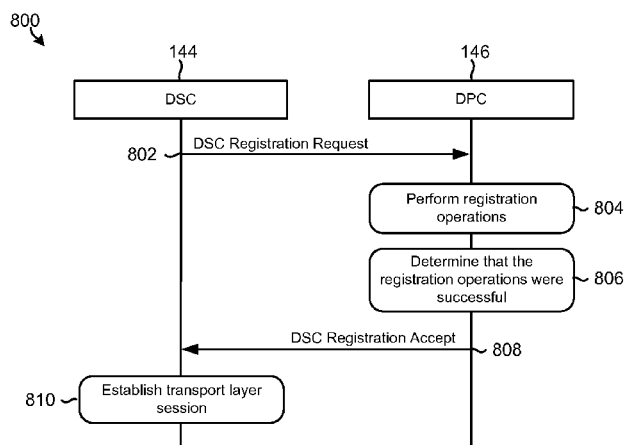 800
144
146
DSC
DPC
DSC Registration Request
802
Perform registration
operations
804
Determine that the
registration operations were
successful
806
DSC Registration Accept
808
810
Establish transport layer
session